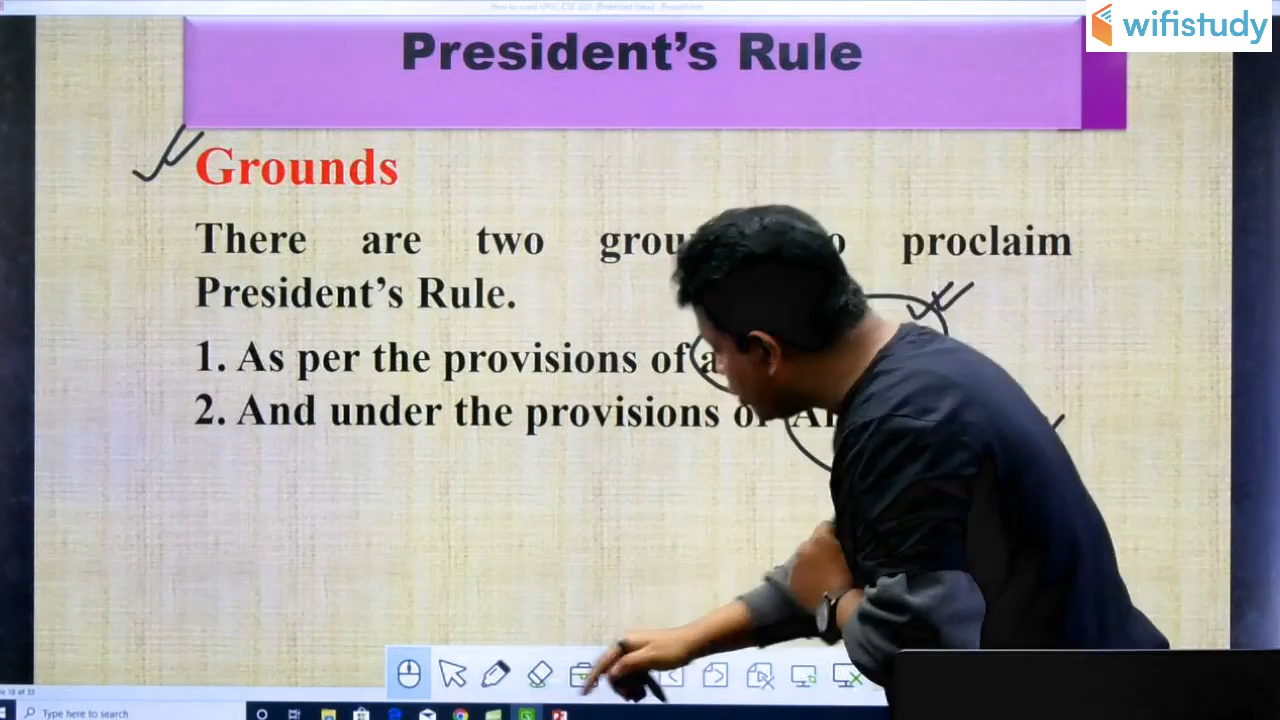 wifistudy
President's Rule
Grounds
There are two proclaim
President's Rule.
1. As per the provisions of
2. And under the provisions
Type here to search